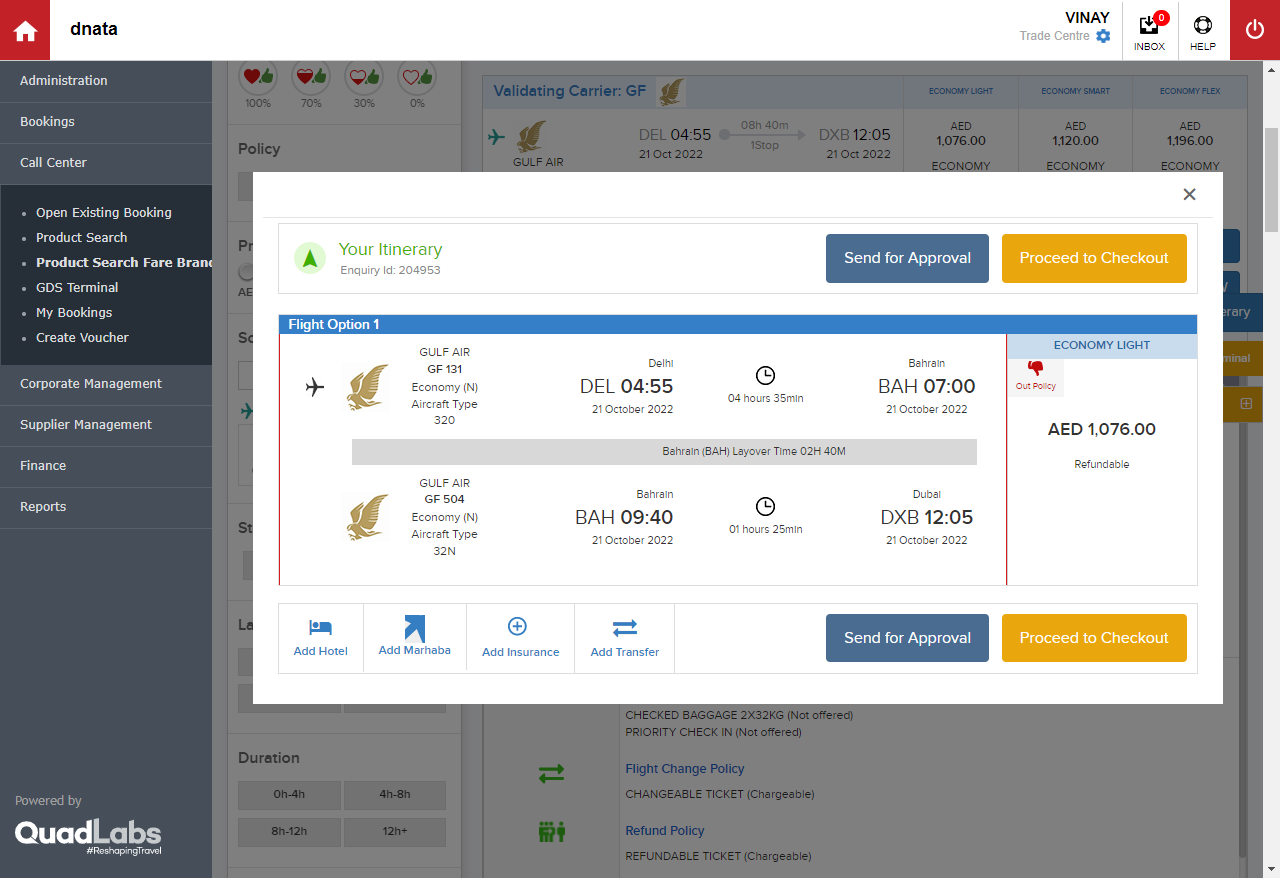 dnata
VINAY
Trade Centre
0
INBOX
HELP
Administration
Bookings
Call Center
Open Existing Booking
Product Search
Product Search Fare Brand
GDS Terminal
My Bookings
Create Voucher
Corporate Management
Supplier Management
Finance
Reports
Powered by
QuadLabs
#ReshapingTravel
100% 70% 30% 0%
Policy
Duration
0h-4h 4h-8h
8h-12h 12h+
Validating Carrier: GF
ECONOMY LIGHT ECONOMY SMART ECONOMY FLEX
GULF AIR
DEL 04:55
21 Oct 2022
08h 40m
1Stop
DXB 12:05
21 Oct 2022
AED AED AED
1,076.00 1,120.00 1,196.00
ECONOMY ECONOMY ECONOMY
Your Itinerary
Enquiry Id: 204953
Send for Approval
Proceed to Checkout
Flight Option 1
GULF AIR
GF 131
Economy (N)
Aircraft Type
320
Delhi
DEL 04:55
21 October 2022
04 hours 35min
Bahrain
BAH 07:00
21 October 2022
Bahrain (BAH) Layover Time 02H 40M
GULF AIR
GF 504
Economy (N)
Aircraft Type
32N
Bahrain
BAH 09:40
21 October 2022
01 hours 25min
Dubai
DXB 12:05
21 October 2022
ECONOMY LIGHT
Out Policy
AED 1,076.00
Refundable
Add Hotel
Add Marhaba
Add Insurance
Add Transfer
Send for Approval
Proceed to Checkout
CHECKED BAGGAGE 2X32KG (Not offered)
PRIORITY CHECK IN (Not offered)
Flight Change Policy
CHANGEABLE TICKET (Chargeable)
Refund Policy
REFUNDABLE TICKET (Chargeable)